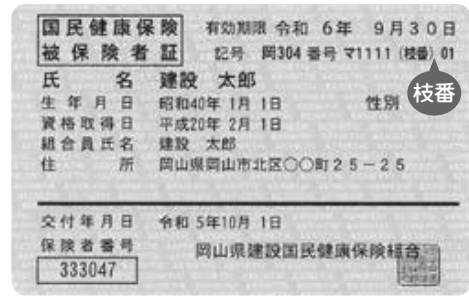 国民健康保険 有効期限 令和 6年 9月30日
被保険者証 記号 岡304 番号 マ1111 (枝番) 01
枝番
氏名 建設 太郎
生年月日 昭和40年 1月 1日 性別
資格取得日 平成20年 2月 1日
組合員氏名 建設 太郎
住所 岡山県岡山市北区〇〇町25-25
交付年月日 令和 5年10月 1日
保険者番号 岡山県建設国民健康保険組合
333047